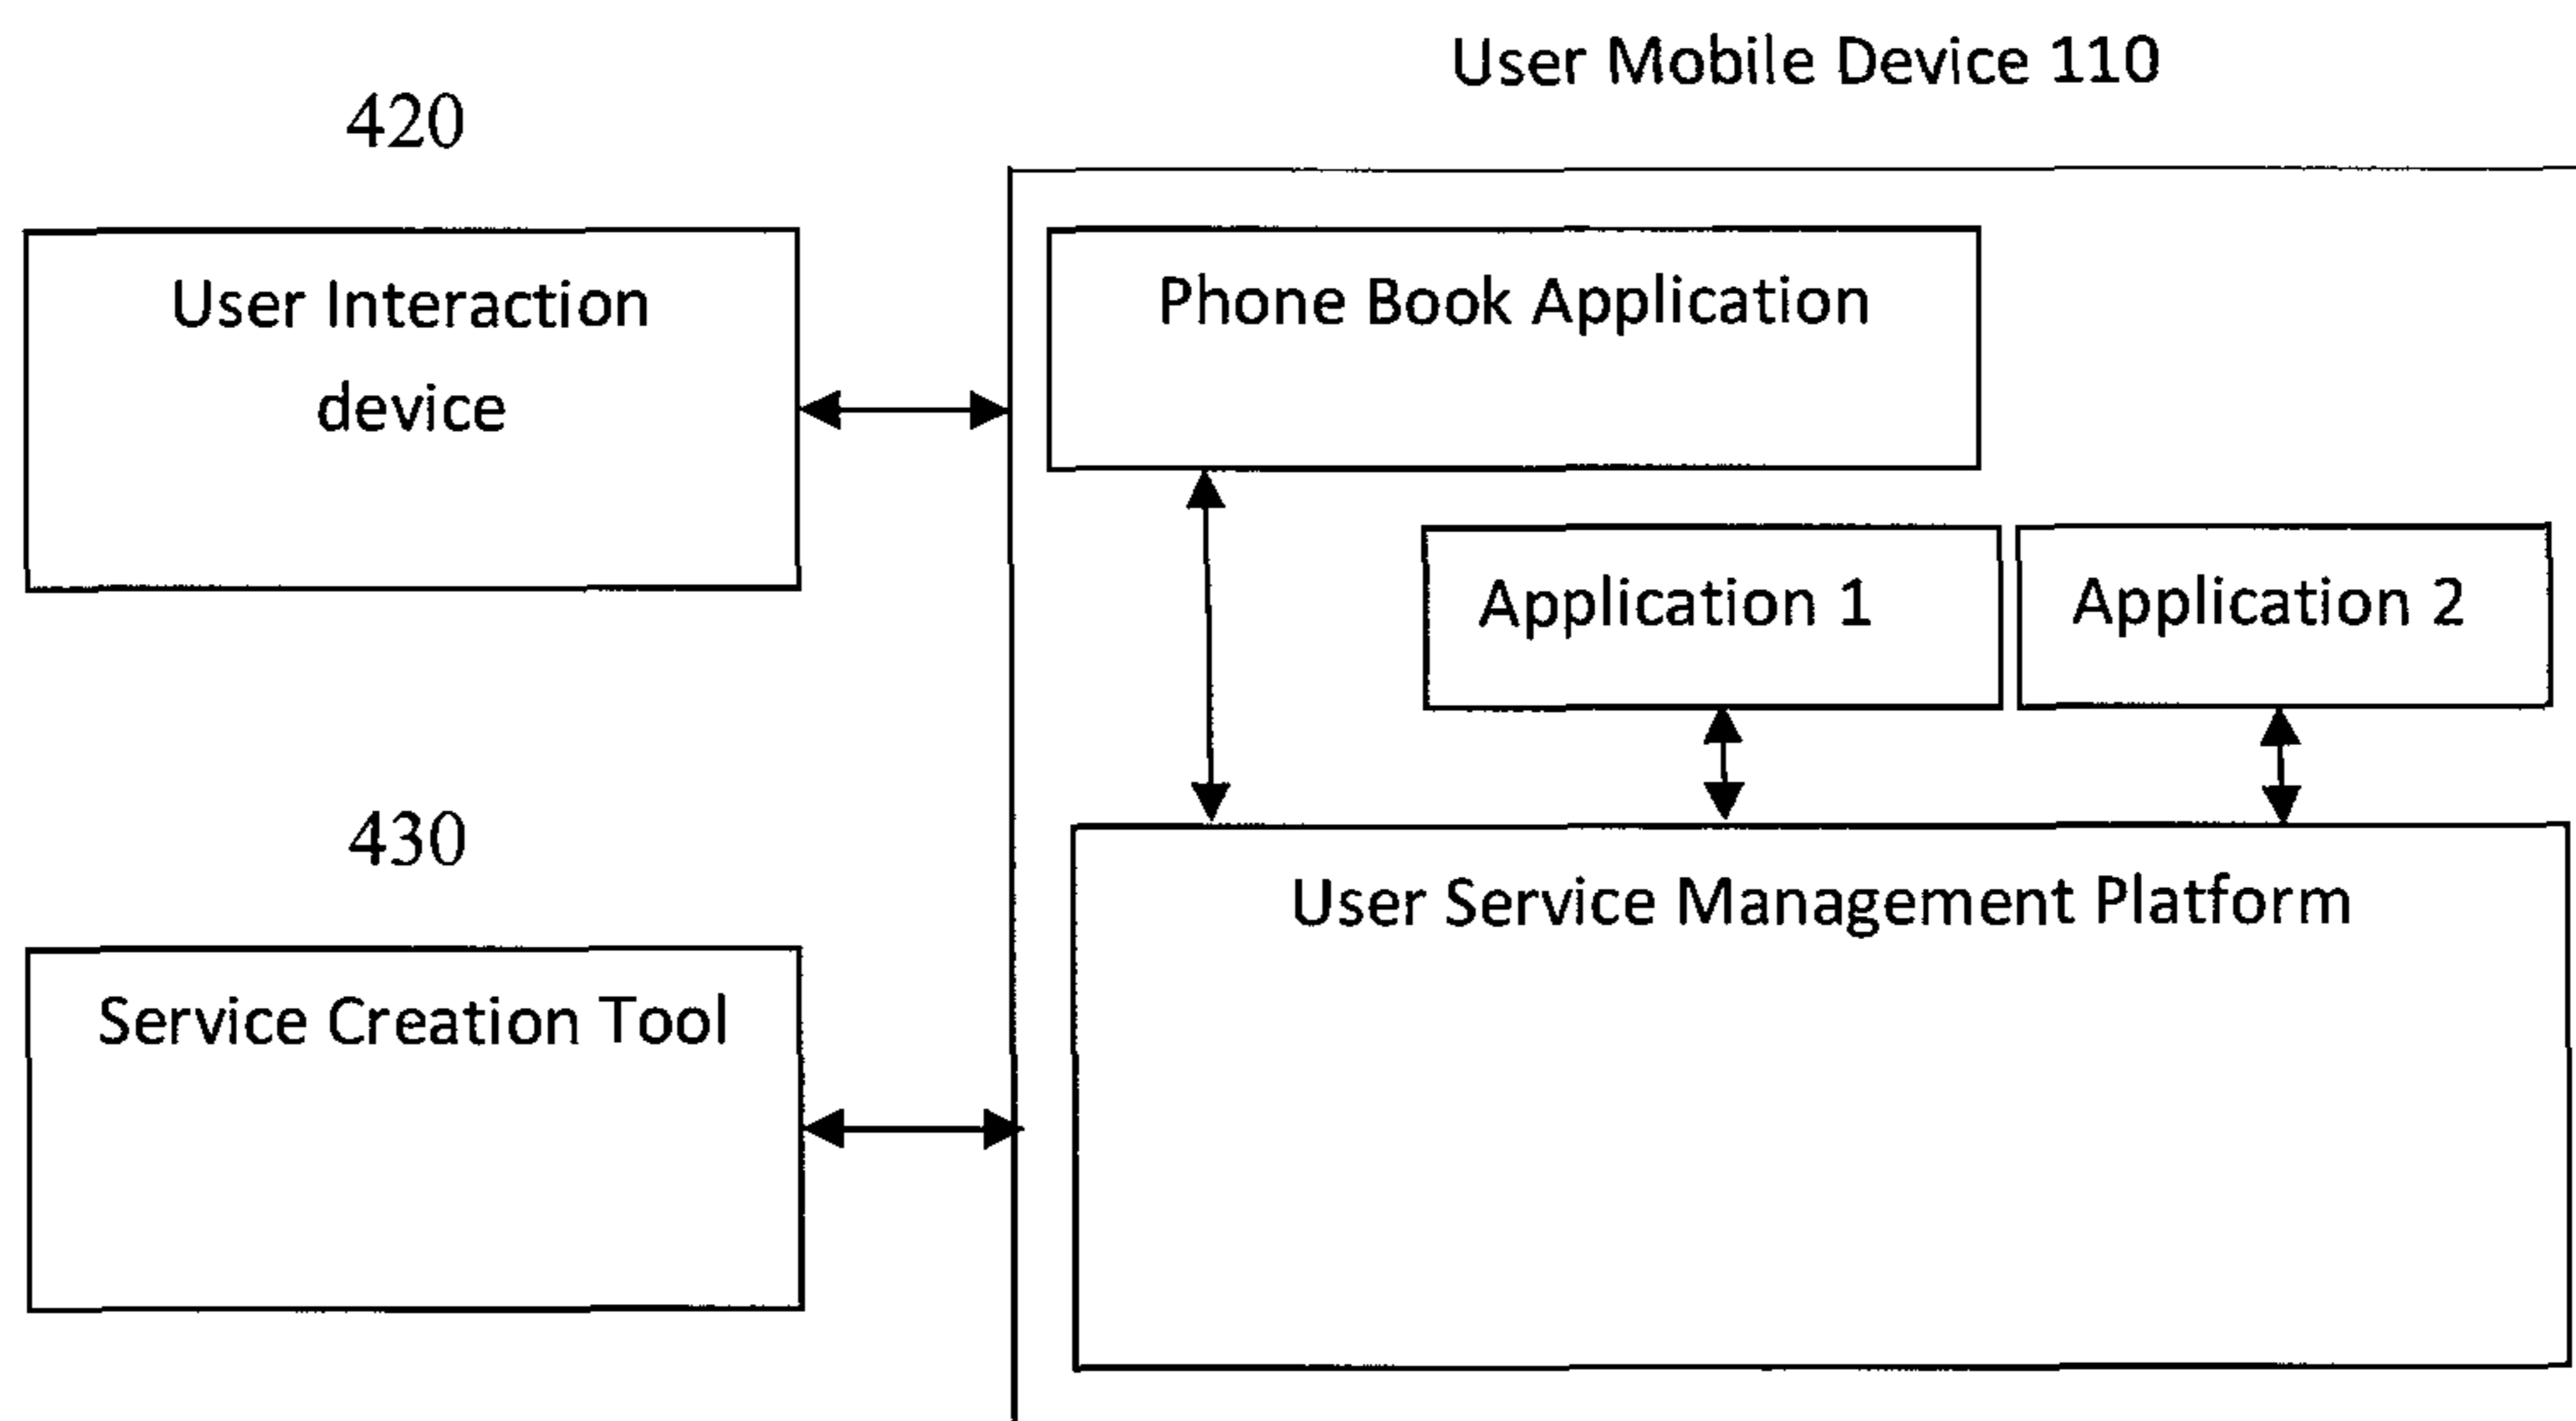 User Mobile Device 110
420
User Interaction
device
Phone Book Application
Application 1
Application 2
430
Service Creation Tool
User Service Management Platform